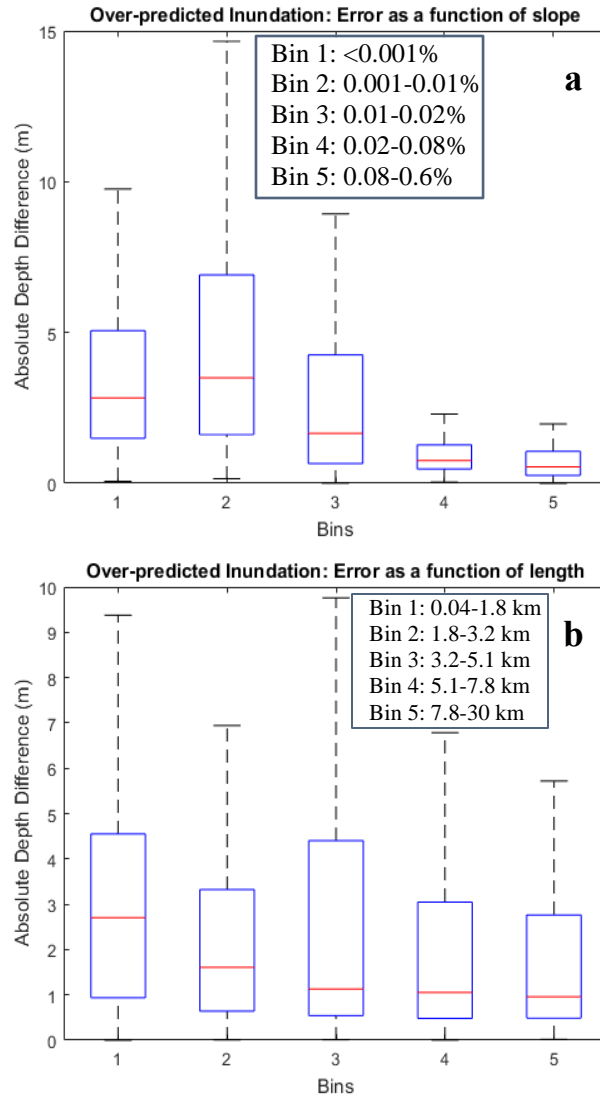 Over-predicted Inundation: Error as a function of slope
15
Bin 1: <0.001%
Bin 2: 0.001-0.01%
Bin 3: 0.01-0.02%
Bin 4: 0.02-0.08%
Bin 5: 0.08-0.6%
a
10
5
0
Absolute Depth Difference (m)
1 2 3 4 5
Bins
Over-predicted Inundation: Error as a function of length
10
Bin 1: 0.04-1.8 km
Bin 2: 1.8-3.2 km
Bin 3: 3.2-5.1 km
Bin 4: 5.1-7.8 km
Bin 5: 7.8-30 km
b
9
8
7
6
5
4
3
2
1
0
Absolute Depth Difference (m)
1 2 3 4 5
Bins